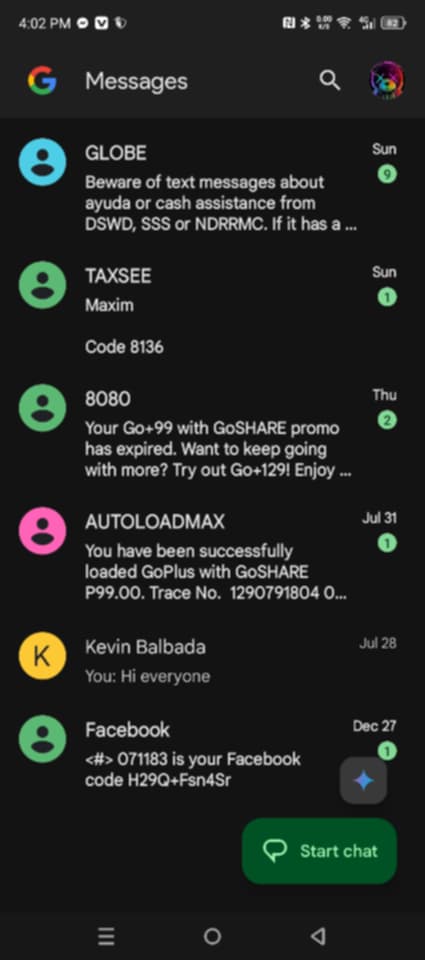 4:02 PM
0.00
K/S
4G
82
Messages
GLOBE
Sun
Beware of text messages about
9
ayuda or cash assistance from
DSWD, SSS or NDRRMC. If it has a ...
TAXSEE
Sun
Maxim
1
Code 8136
8080
Thu
Your Go+99 with GoSHARE promo
2
has expired. Want to keep going
with more? Try out Go+129! Enjoy ...
AUTOLOADMAX
Jul 31
You have been successfully
1
loaded GoPlus with GoSHARE
P99.00. Trace No. 1290791804 0...
K
Kevin Balbada
Jul 28
You: Hi everyone
Facebook
Dec 27
<#> 071183 is your Facebook
1
code H29Q+Fsn4Sr
Start chat